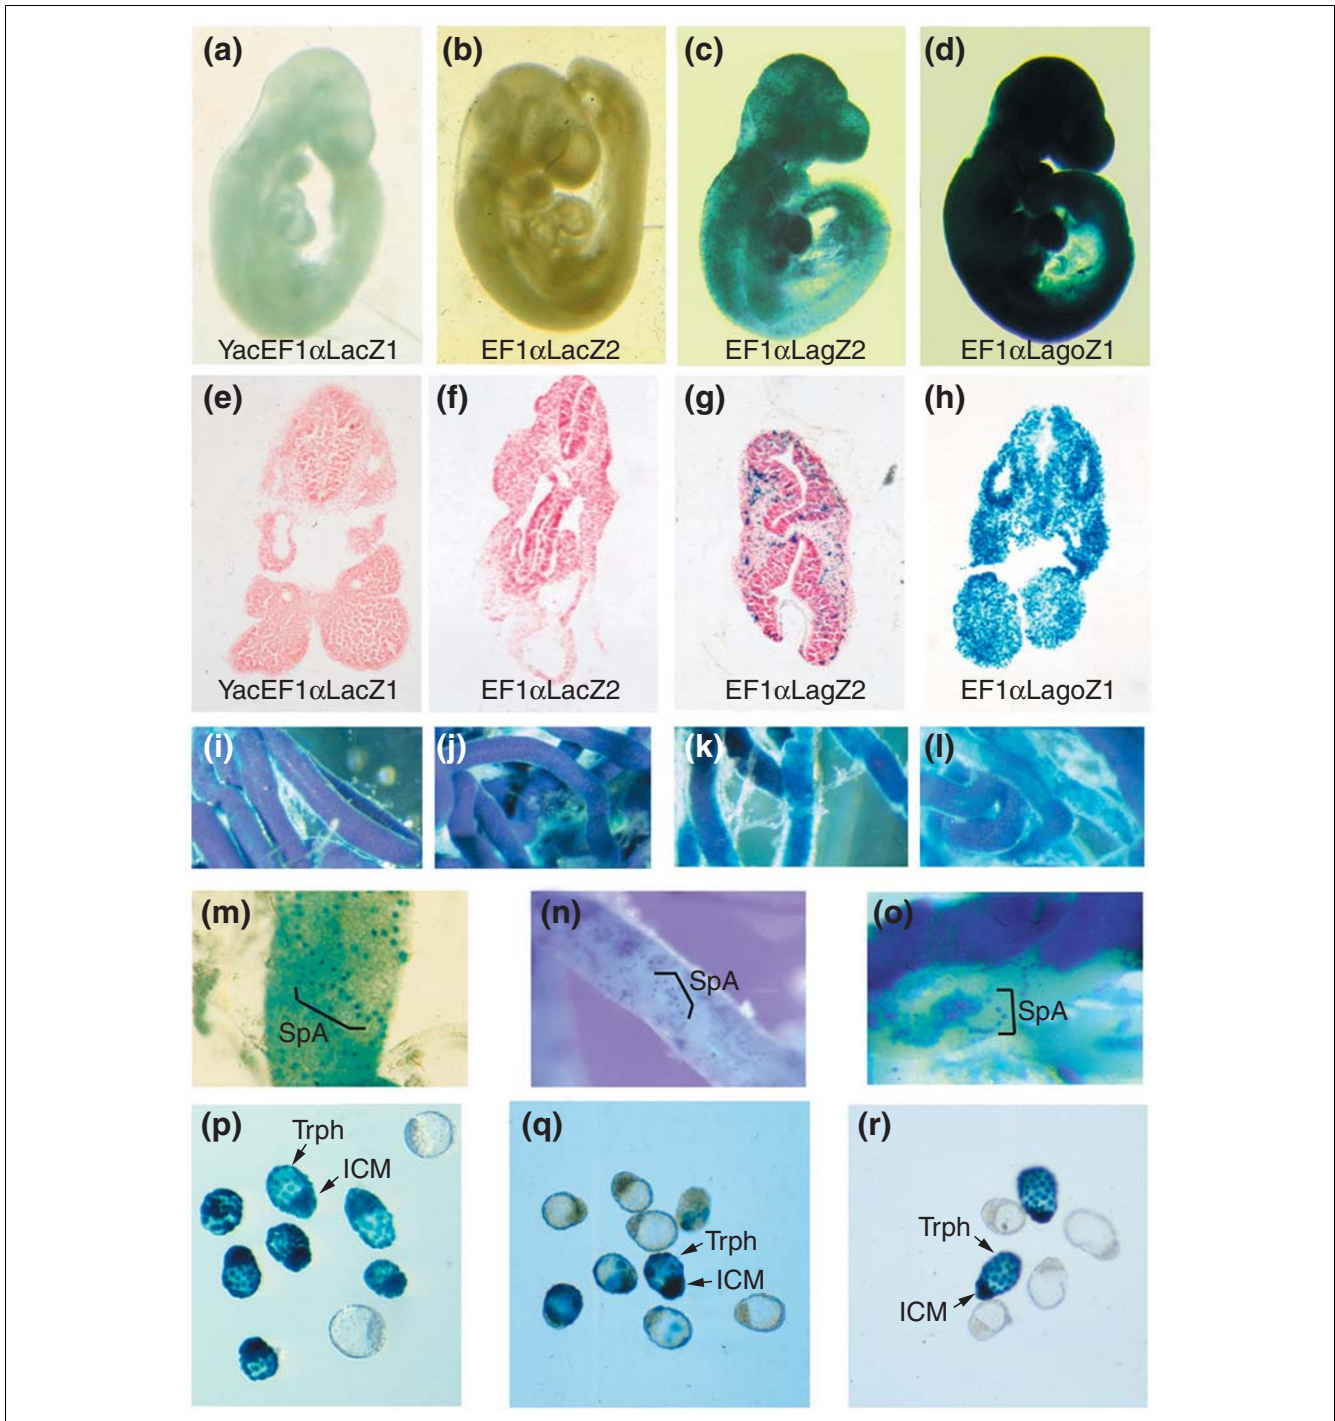 (a) (b) (c) (d)
YacEF1αLacZ1 EF1αLacZ2 EF1αLagZ2 EF1αLagoZ1
(e) (f) (g) (h)
YacEF1αLacZ1 EF1αLacZ2 EF1αLagZ2 EF1αLagoZ1
(i) (j) (k) (l)
(m) (n) (o)
SpA SpA SpA
(p) (q) (r)
Trph
ICM
Trph
ICM
Trph
ICM